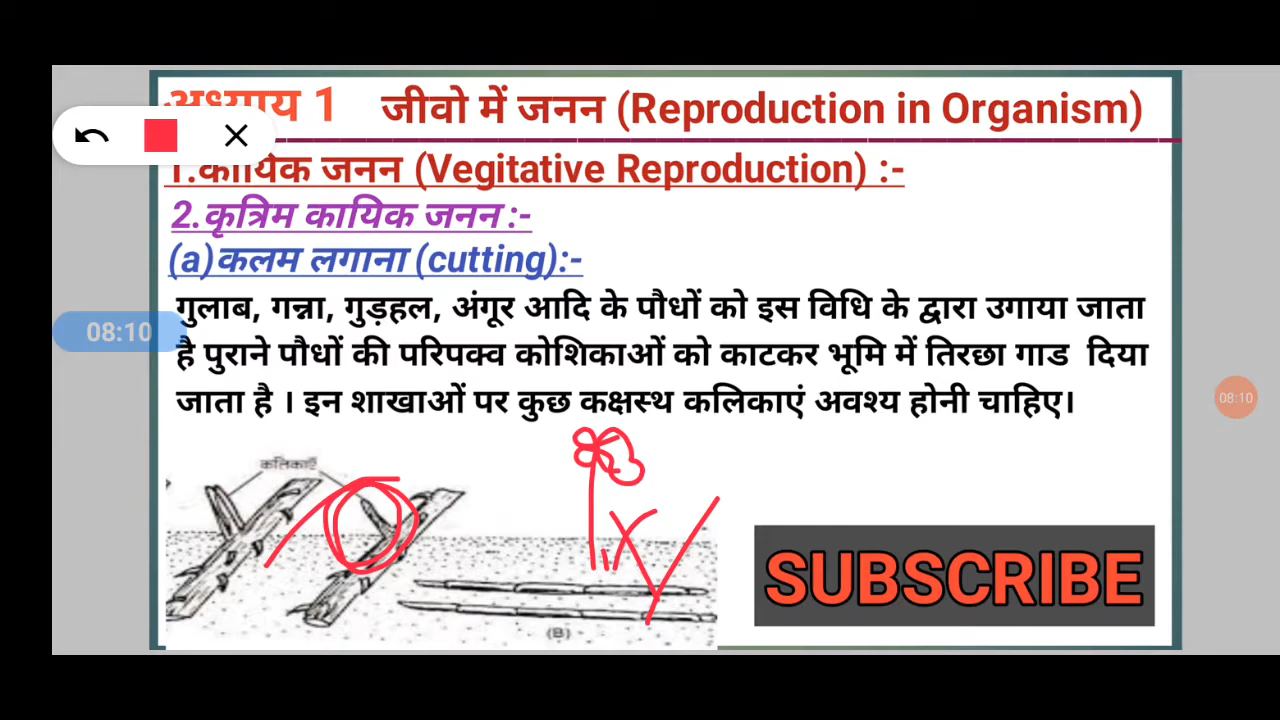 अध्याय 1 जीवो में जनन (Reproduction in Organism)
1.कायिक जनन (Vegitative Reproduction) :-
2.कृत्रिम कायिक जनन :-
(a)कलम लगाना (cutting):-
गुलाब, गन्ना, गुड़हल, अंगूर आदि के पौधों को इस विधि के द्वारा उगाया जाता
08:10
है पुराने पौधों की परिपक्व कोशिकाओं को काटकर भूमि में तिरछा गाड दिया
जाता है । इन शाखाओं पर कुछ कक्षस्थ कलिकाएं अवश्य होनी चाहिए।
08:10
कलिकाएँ
SUBSCRIBE
(B)